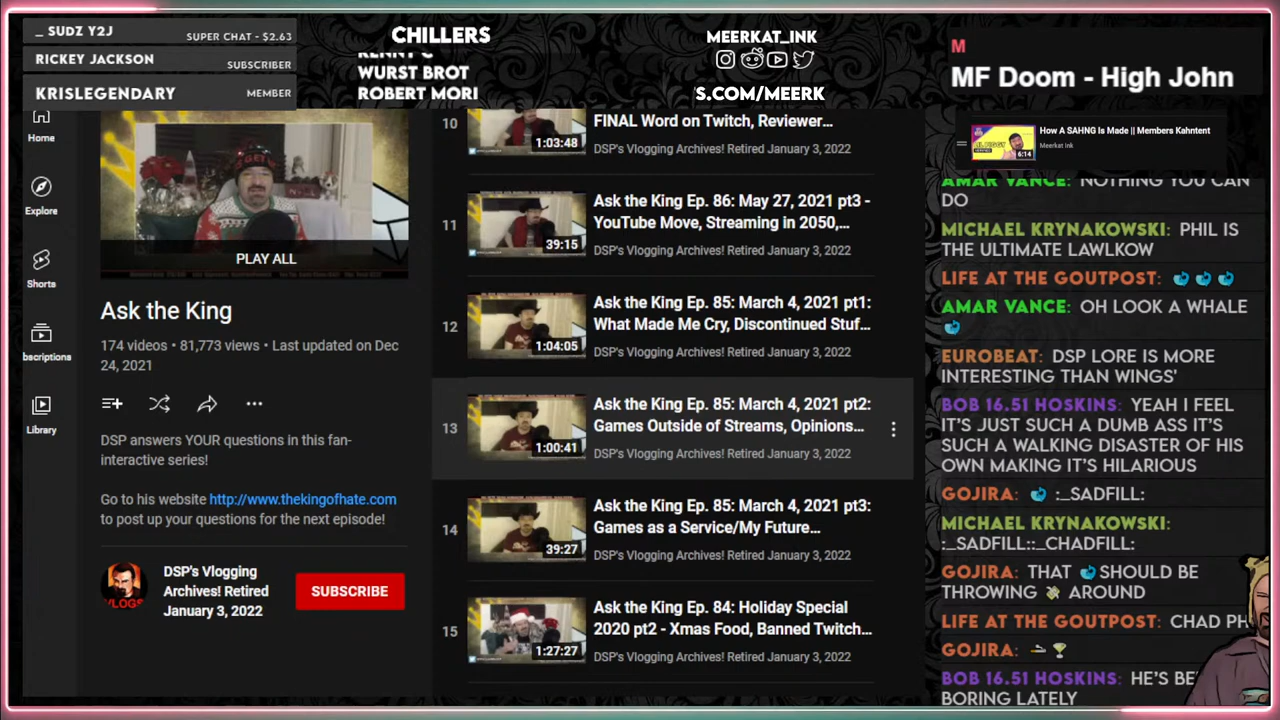 _ SUDZ Y2J
SUPER CHAT - $2.63
RICKEY JACKSON
SUBSCRIBER
KRISLEGENDARY
MEMBER
CHILLERS
KENNY C
WURST BROT
ROBERT MORI
MEERKAT_INK
S.COM/MEERK
M
MF Doom - High John
How A SAHNG Is Made || Members Kahntent
Meerkat Ink
6:14
Home
Explore
Shorts
bscriptions
Library
PLAY ALL
Ask the King
174 videos • 81,773 views • Last updated on Dec
24, 2021
DSP answers YOUR questions in this fan-
interactive series!
Go to his website http://www.thekingofhate.com
to post up your questions for the next episode!
VLOGS
DSP's Vlogging
Archives! Retired
January 3, 2022
SUBSCRIBE
10
1:03:48
FINAL Word on Twitch, Reviewer...
DSP's Vlogging Archives! Retired January 3, 2022
11
39:15
Ask the King Ep. 86: May 27, 2021 pt3 -
YouTube Move, Streaming in 2050,...
DSP's Vlogging Archives! Retired January 3, 2022
12
1:04:05
Ask the King Ep. 85: March 4, 2021 pt1:
What Made Me Cry, Discontinued Stuf...
DSP's Vlogging Archives! Retired January 3, 2022
13
1:00:41
Ask the King Ep. 85: March 4, 2021 pt2:
Games Outside of Streams, Opinions...
DSP's Vlogging Archives! Retired January 3, 2022
14
39:27
Ask the King Ep. 85: March 4, 2021 pt3:
Games as a Service/My Future...
DSP's Vlogging Archives! Retired January 3, 2022
15
1:27:27
Ask the King Ep. 84: Holiday Special
2020 pt2 - Xmas Food, Banned Twitch...
DSP's Vlogging Archives! Retired January 3, 2022
AMAR VANCE: NOTHING YOU CAN
DO
MICHAEL KRYNAKOWSKI: PHIL IS
THE ULTIMATE LAWLKOW
LIFE AT THE GOUTPOST:
AMAR VANCE: OH LOOK A WHALE
EUROBEAT: DSP LORE IS MORE
INTERESTING THAN WINGS'
BOB 16.51 HOSKINS: YEAH I FEEL
IT'S JUST SUCH A DUMB ASS IT'S
SUCH A WALKING DISASTER OF HIS
OWN MAKING IT'S HILARIOUS
GOJIRA: :_SADFILL:
MICHAEL KRYNAKOWSKI:
:_SADFILL::_CHADFILL:
GOJIRA: THAT SHOULD BE
THROWING AROUND
LIFE AT THE GOUTPOST: CHAD PH
GOJIRA:
BOB 16.51 HOSKINS: HE'S BE
BORING LATELY